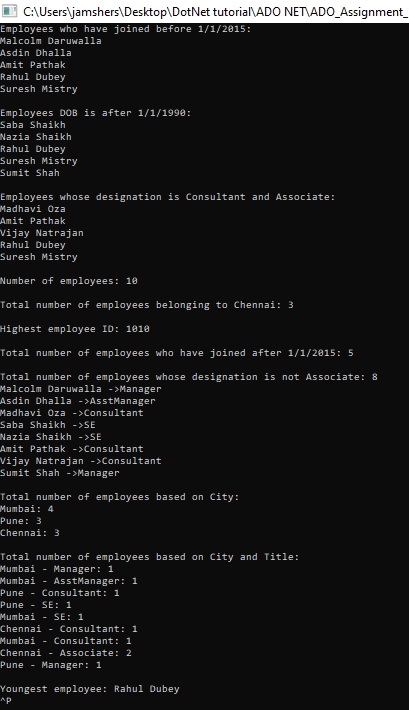 C:\Users\jamshers\Desktop\DotNet tutorial\ADO NET\ADO_Assignment_
Employees who have joined before 1/1/2015:
Malcolm Daruwalla
Asdin Dhalla
Amit Pathak
Rahul Dubey
Suresh Mistry
Employees DOB is after 1/1/1990:
Saba Shaikh
Nazia Shaikh
Rahul Dubey
Suresh Mistry
Sumit Shah
Employees whose designation is Consultant and Associate:
Madhavi Oza
Amit Pathak
Vijay Natrajan
Rahul Dubey
Suresh Mistry
Number of employees: 10
Total number of employees belonging to Chennai: 3
Highest employee ID: 1010
Total number of employees who have joined after 1/1/2015: 5
Total number of employees whose designation is not Associate: 8
Malcolm Daruwalla ->Manager
Asdin Dhalla ->AsstManager
Madhavi Oza ->Consultant
Saba Shaikh ->SE
Nazia Shaikh ->SE
Amit Pathak ->Consultant
Vijay Natrajan ->Consultant
Sumit Shah ->Manager
Total number of employees based on City:
Mumbai: 4
Pune: 3
Chennai: 3
Total number of employees based on City and Title:
Mumbai - Manager: 1
Mumbai - AsstManager: 1
Pune - Consultant: 1
Pune - SE: 1
Mumbai - SE: 1
Chennai - Consultant: 1
Mumbai - Consultant: 1
Chennai - Associate: 2
Pune - Manager: 1
Youngest employee: Rahul Dubey
^P